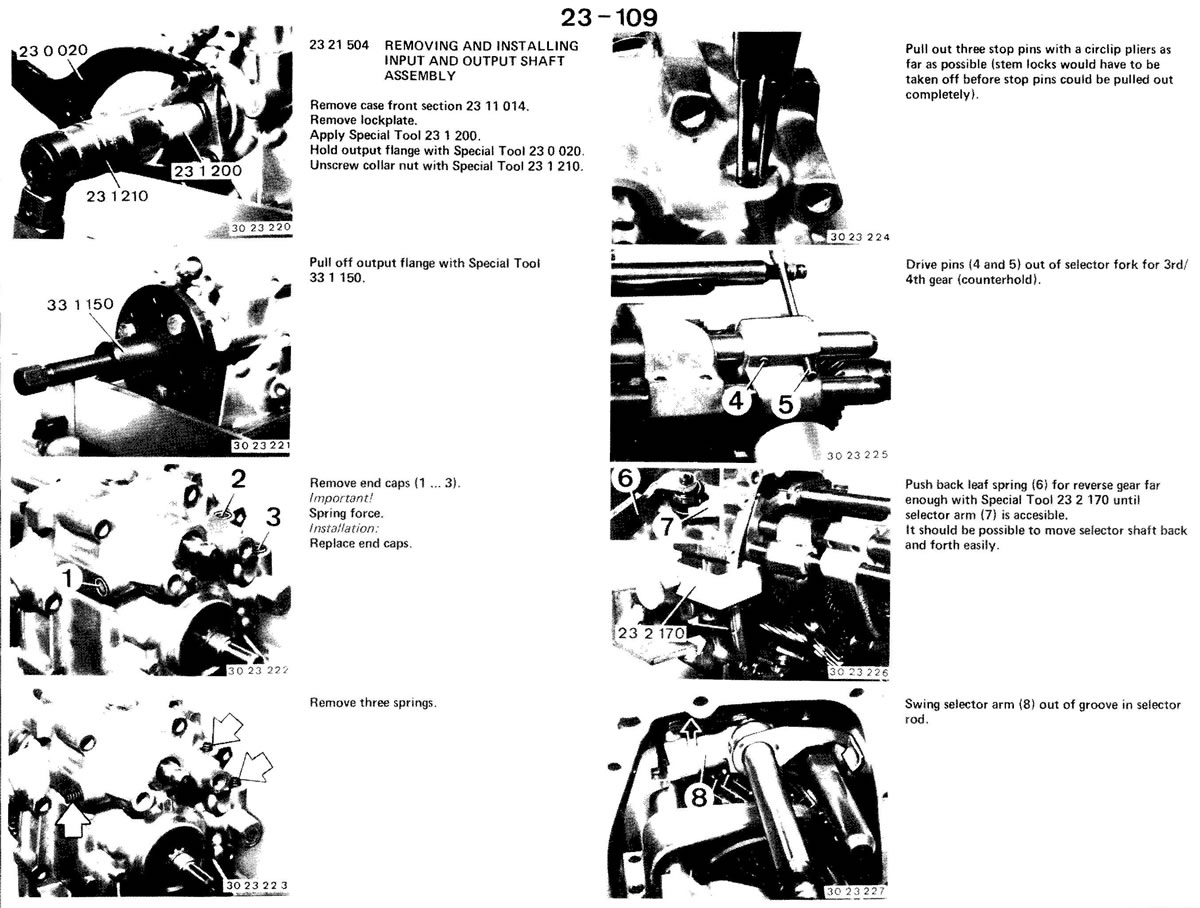 23-109
23 0 020
23 1 200
23 1 210
30 23 220
23 21 504 REMOVING AND INSTALLING
INPUT AND OUTPUT SHAFT
ASSEMBLY
Remove case front section 23 11 014.
Remove lockplate.
Apply Special Tool 23 1 200.
Hold output flange with Special Tool 23 0 020.
Unscrew collar nut with Special Tool 23 1 210.
33 1 150
30 23 221
Pull off output flange with Special Tool
33 1 150.
2
3
1
30 23 222
Remove end caps (1 ... 3).
Important!
Spring force.
Installation:
Replace end caps.
30 23 22 3
Remove three springs.
30 23 224
Pull out three stop pins with a circlip pliers as
far as possible (stem locks would have to be
taken off before stop pins could be pulled out
completely).
4 5
30 23 225
Drive pins (4 and 5) out of selector fork for 3rd/
4th gear (counterhold).
6
7
23 2 170
30 23 226
Push back leaf spring (6) for reverse gear far
enough with Special Tool 23 2 170 until
selector arm (7) is accesible.
It should be possible to move selector shaft back
and forth easily.
8
30 23 227
Swing selector arm (8) out of groove in selector
rod.